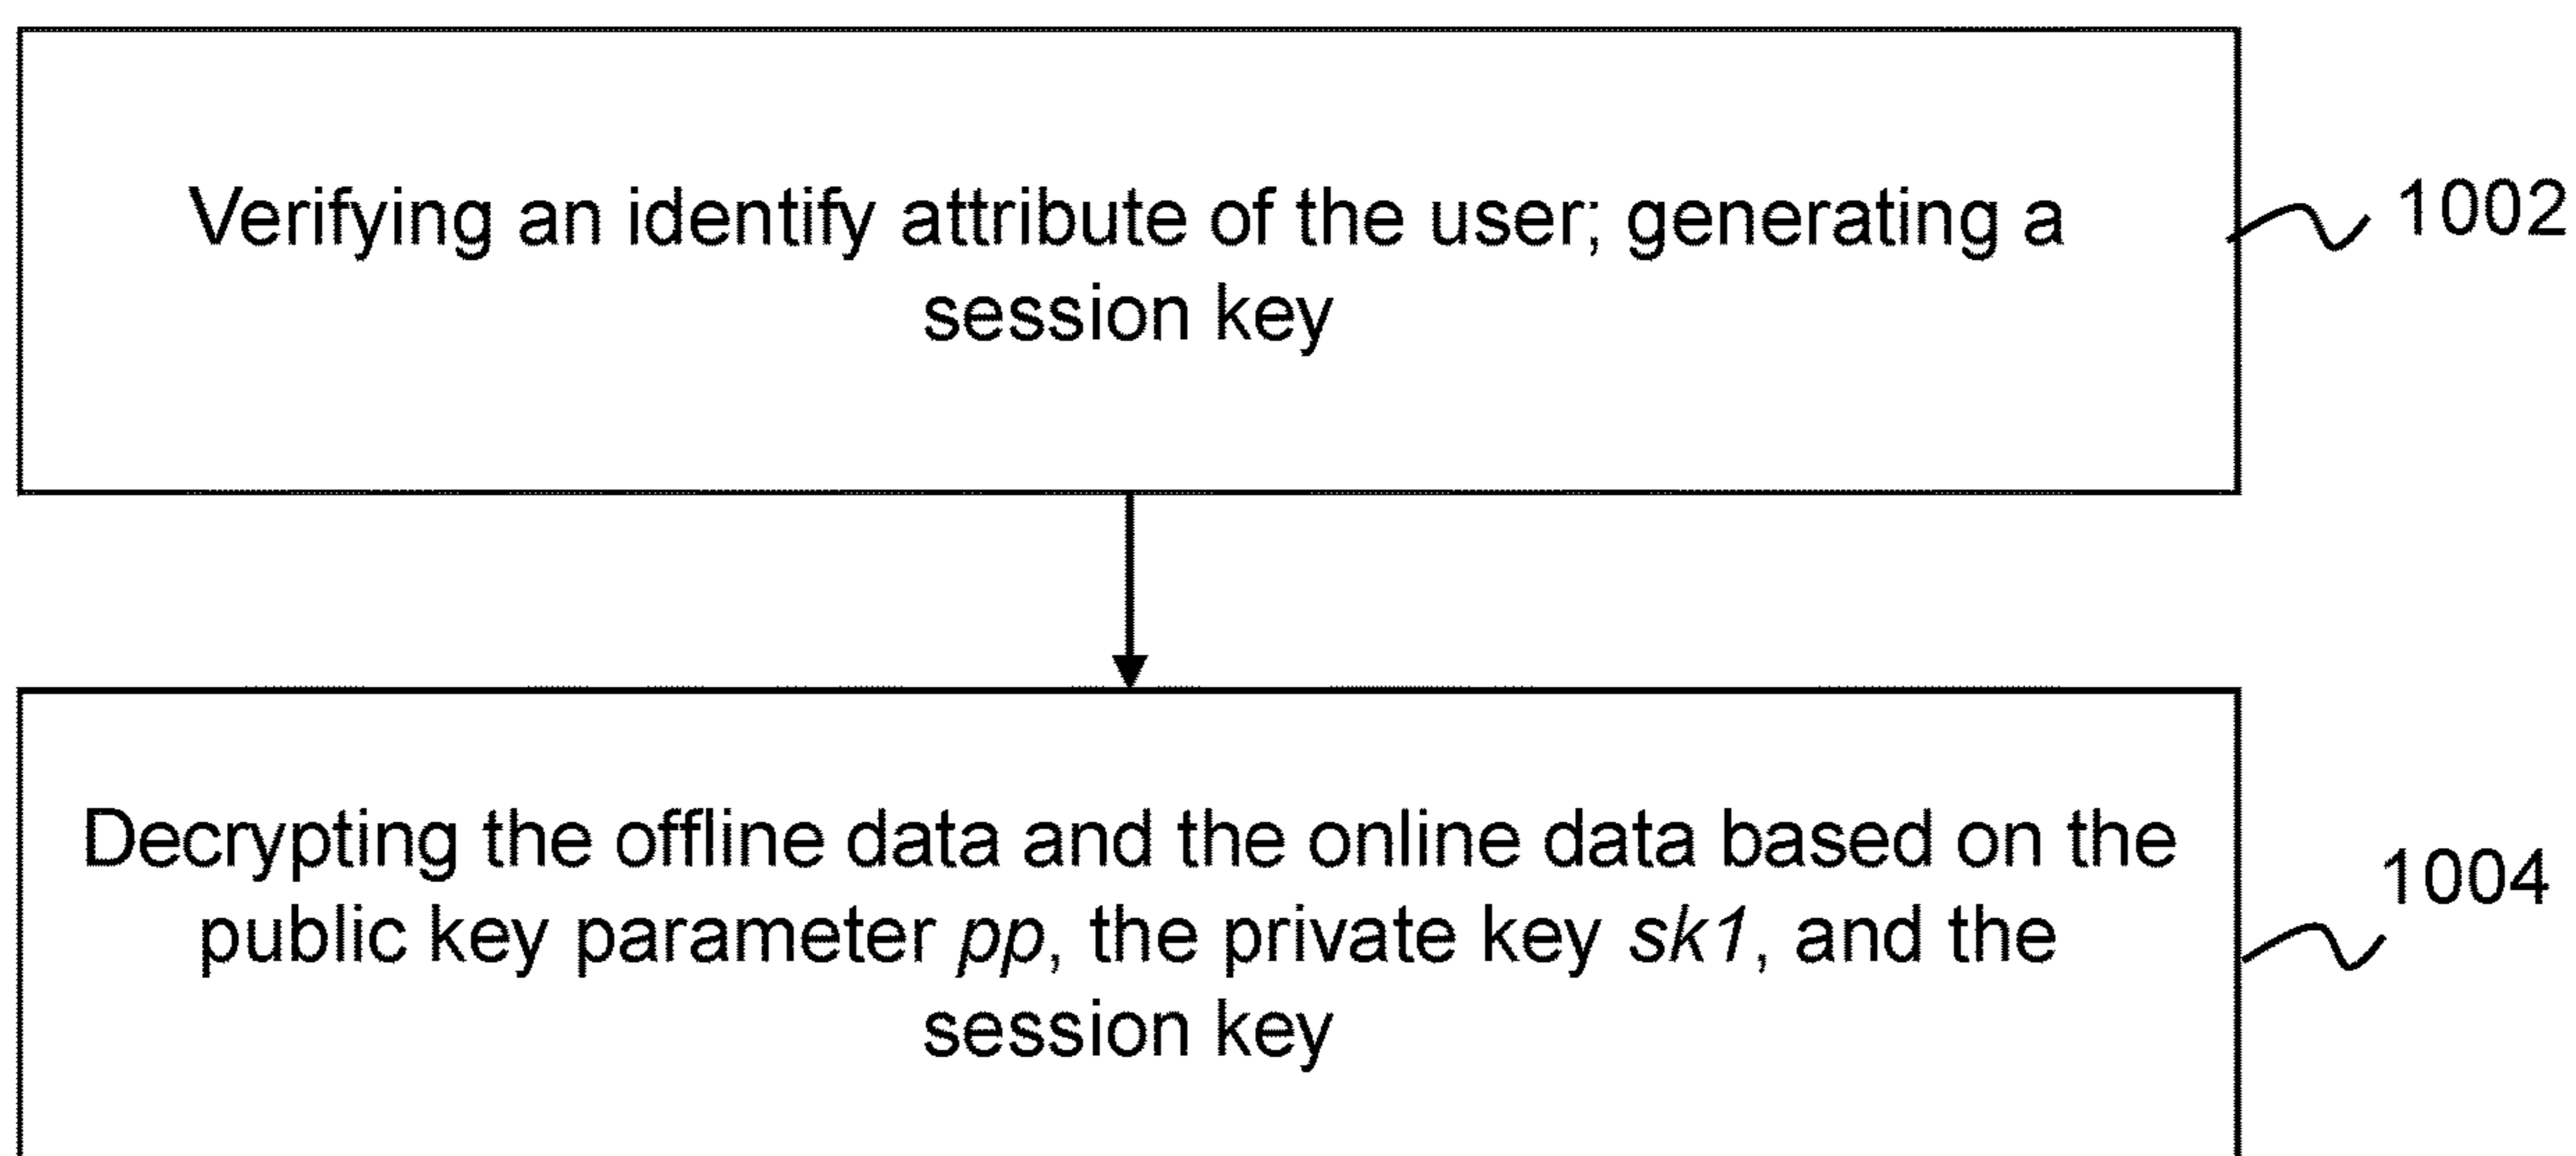 Verifying an identify attribute of the user; generating a
session key
1002
Decrypting the offline data and the online data based on the
public key parameter pp, the private key sk1, and the
session key
1004